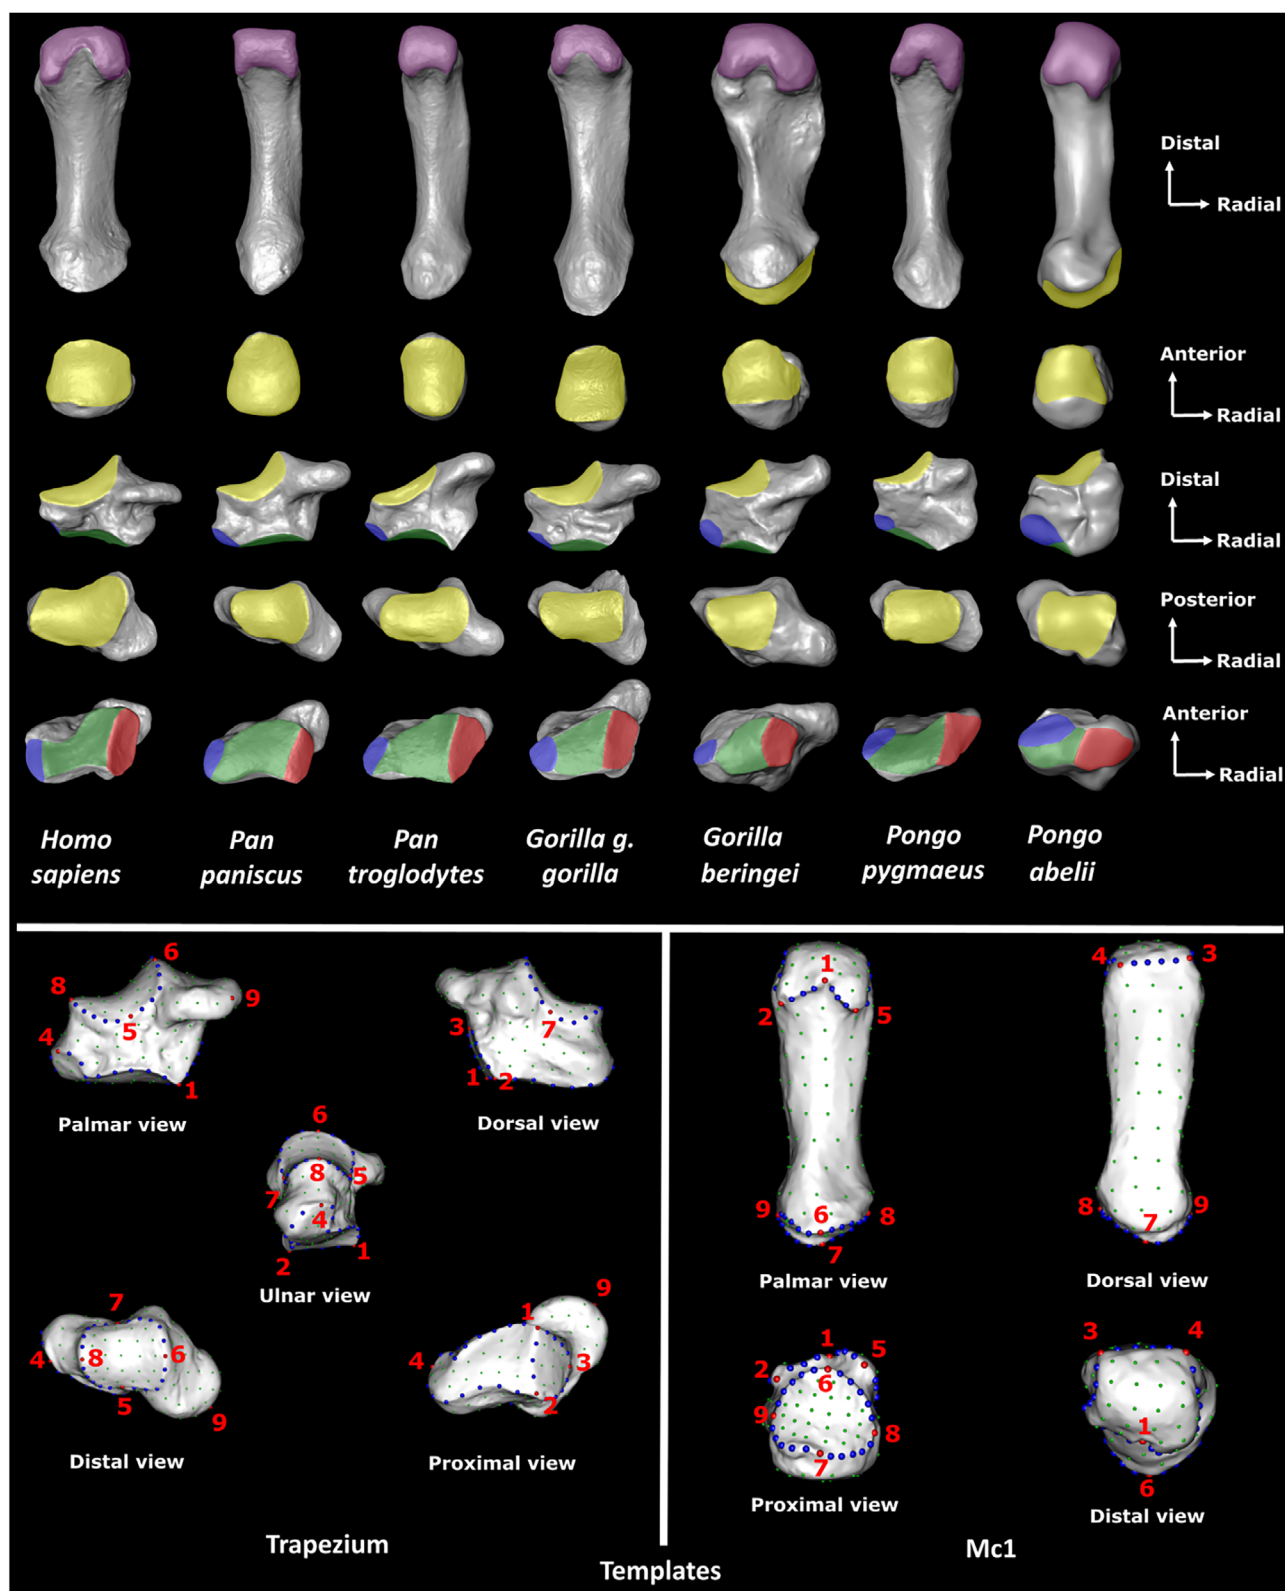 Distal
Radial
Anterior
Radial
Distal
Radial
Posterior
Radial
Anterior
Radial
Homo
sapiens
Pan
paniscus
Pan
troglodytes
Gorilla g.
gorilla
Gorilla
beringei
Pongo
pygmaeus
Pongo
abelii
6
8
9
5
4
1
Palmar view
3
7
1 2
Dorsal view
6
8
5
7
4
2
1
Ulnar view
7
4
8
6
5
9
Distal view
9
1
4
3
2
Proximal view
Trapezium
1
2
5
9
6
8
7
Palmar view
4
3
8
7
9
Dorsal view
1
5
2
6
9
8
7
Proximal view
3
4
1
6
Distal view
Mc1
Templates